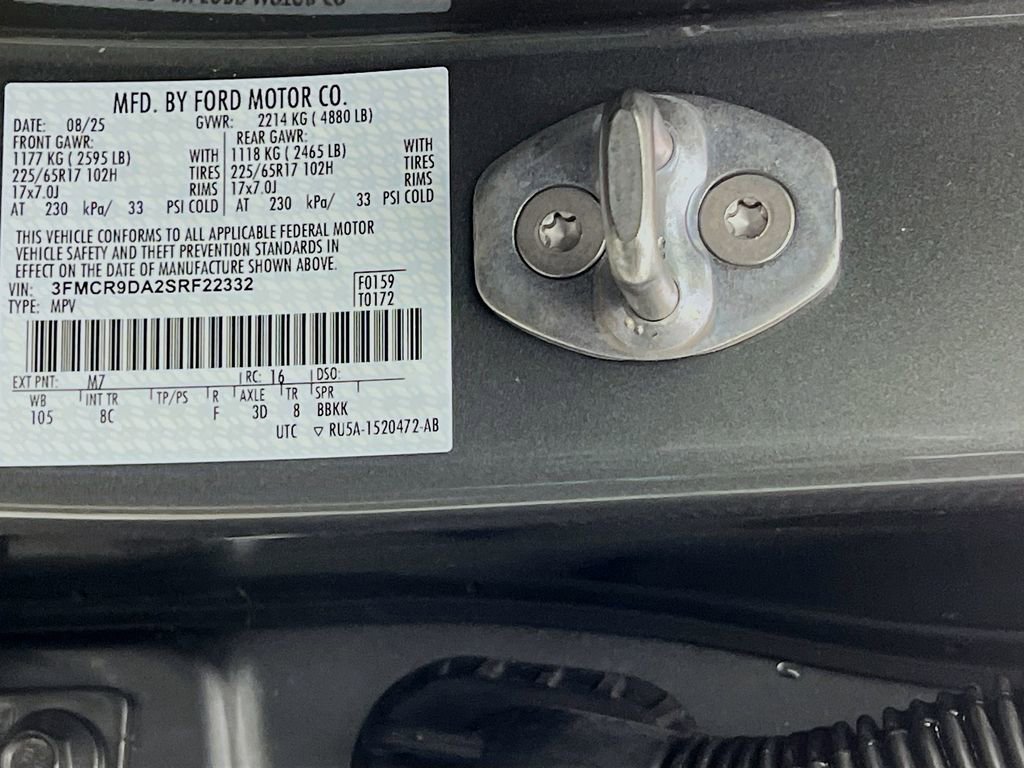 MFD. BY FORD MOTOR CO.
DATE: 08/25 GVWR: 2214 KG ( 4880 LB)
FRONT GAWR: REAR GAWR:
1177 KG ( 2595 LB) WITH 1118 KG ( 2465 LB) WITH
225/65R17 102H TIRES 225/65R17 102H TIRES
17x7.0J RIMS 17x7.0J RIMS
AT 230 kPa/ 33 PSI COLD AT 230 kPa/ 33 PSI COLD
THIS VEHICLE CONFORMS TO ALL APPLICABLE FEDERAL MOTOR
VEHICLE SAFETY AND THEFT PREVENTION STANDARDS IN
EFFECT ON THE DATE OF MANUFACTURE SHOWN ABOVE.
VIN: 3FMCR9DA2SRF22332 F0159
TYPE: MPV T0172
EXT PNT: M7 RC: 16 DSO:
WB INT TR TP/PS R AXLE TR SPR
105 8C F 3D 8 BBKK
UTC ▽ RU5A-1520472-AB